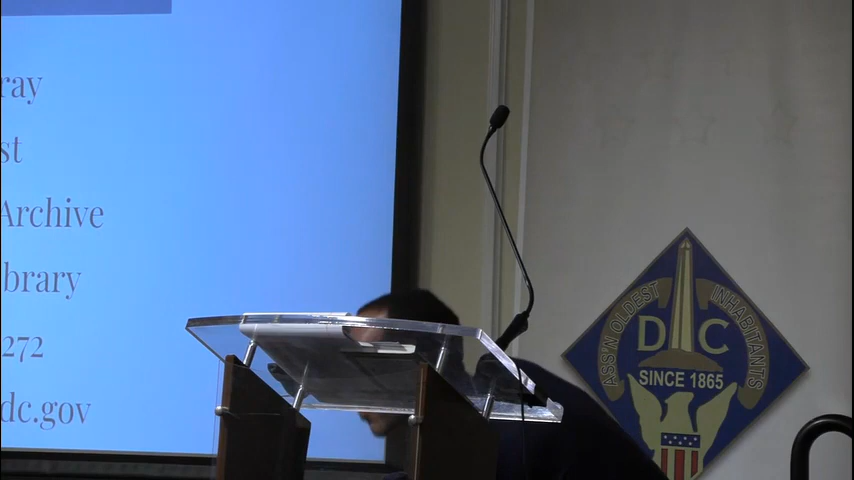 ray
st
Archive
brary
272
dc.gov
ASS'N OLDEST INHABITANTS
D C
SINCE 1865